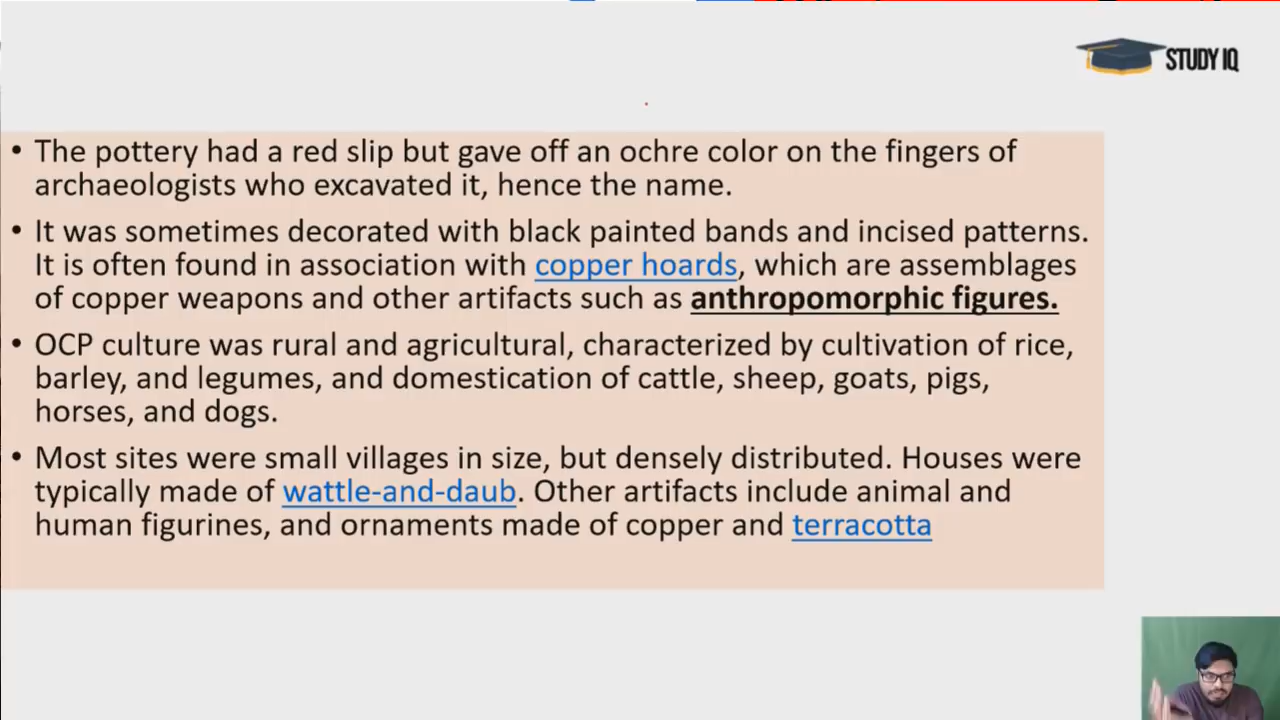 STUDY IQ
• The pottery had a red slip but gave off an ochre color on the fingers of
archaeologists who excavated it, hence the name.
• It was sometimes decorated with black painted bands and incised patterns.
It is often found in association with copper hoards, which are assemblages
of copper weapons and other artifacts such as anthropomorphic figures.
• OCP culture was rural and agricultural, characterized by cultivation of rice,
barley, and legumes, and domestication of cattle, sheep, goats, pigs,
horses, and dogs.
• Most sites were small villages in size, but densely distributed. Houses were
typically made of wattle-and-daub. Other artifacts include animal and
human figurines, and ornaments made of copper and terracotta